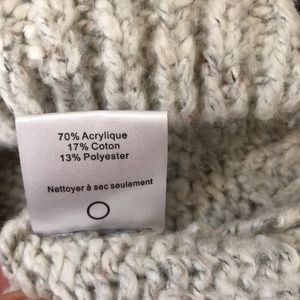 70% Acrylique
17% Coton
13% Polyester
Nettoyer à sec seulement